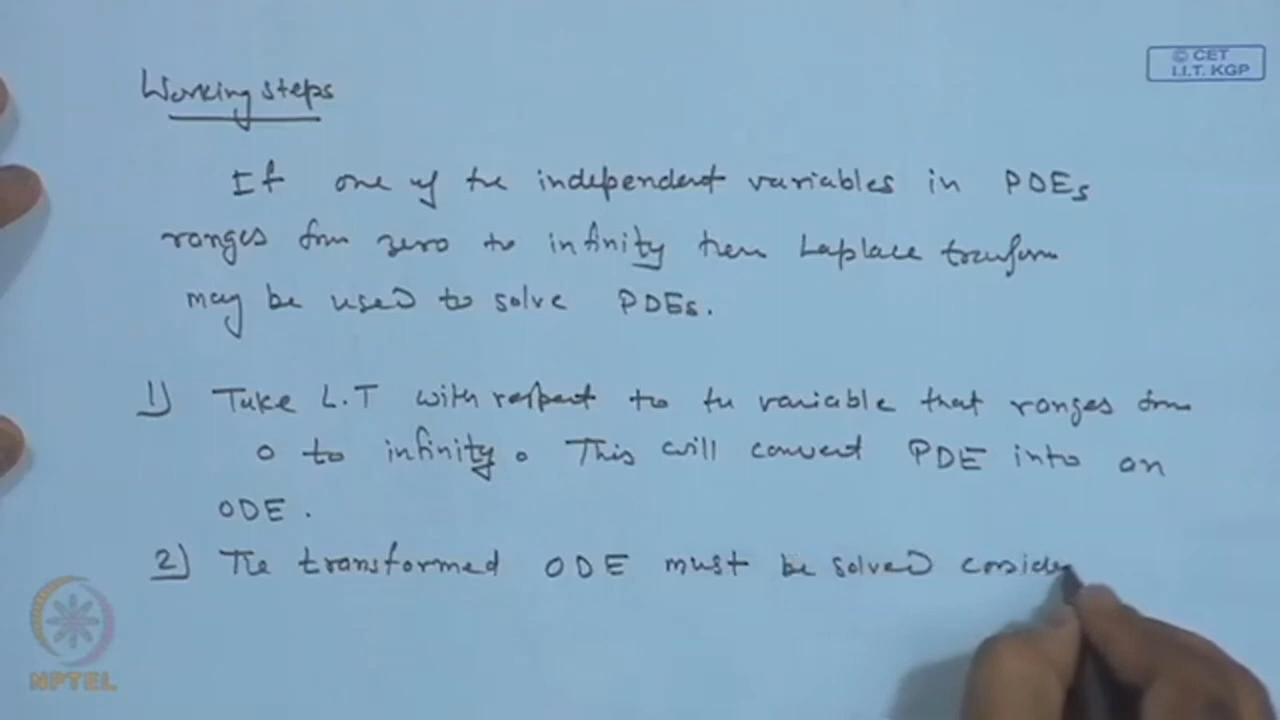 © CET
I.I.T. KGP
Working steps
If one of the independent variables in PDEs
ranges from zero to infinity then Laplace transform
may be used to solve PDEs.
1) Take L.T with respect to the variable that ranges from
0 to infinity. This will convert PDE into an
ODE.
2) The transformed ODE must be solved conside
NPTEL